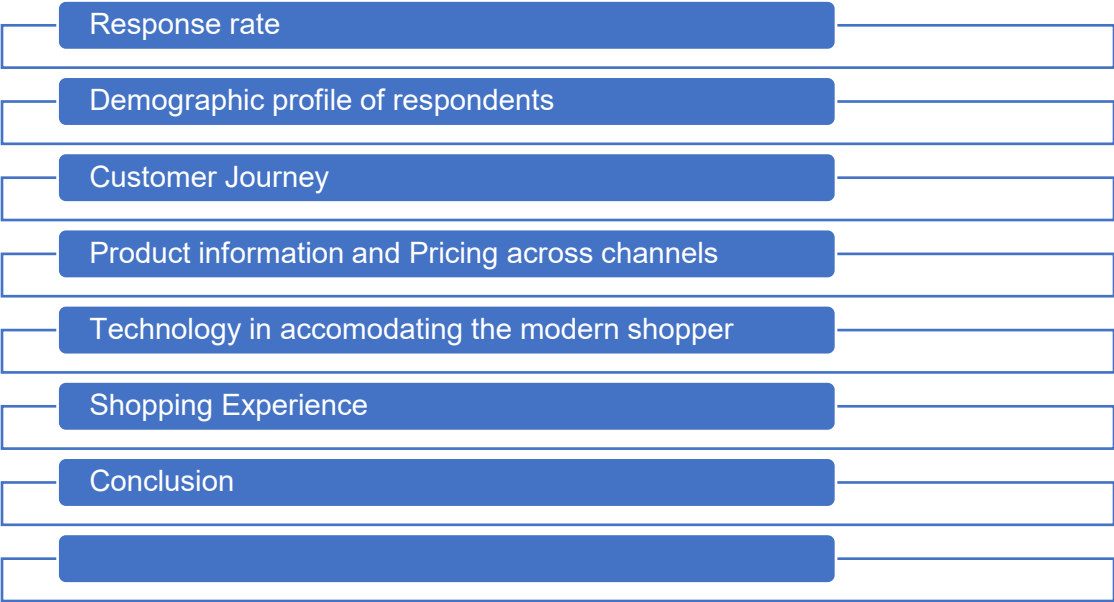 Response rate
Demographic profile of respondents
Customer Journey
Product information and Pricing across channels
Technology in accomodating the modern shopper
Shopping Experience
Conclusion